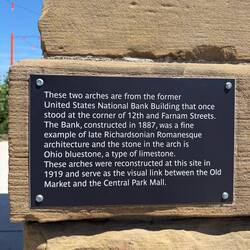 These two arches are from the former
United States National Bank Building that once
stood at the corner of 12th and Farnam Streets.
The Bank, constructed in 1887, was a fine
example of late Richardsonian Romanesque
architecture and the stone in the arch is
Ohio bluestone, a type of limestone.
These arches were reconstructed at this site in
1919 and serve as the visual link between the Old
Market and the Central Park Mall.